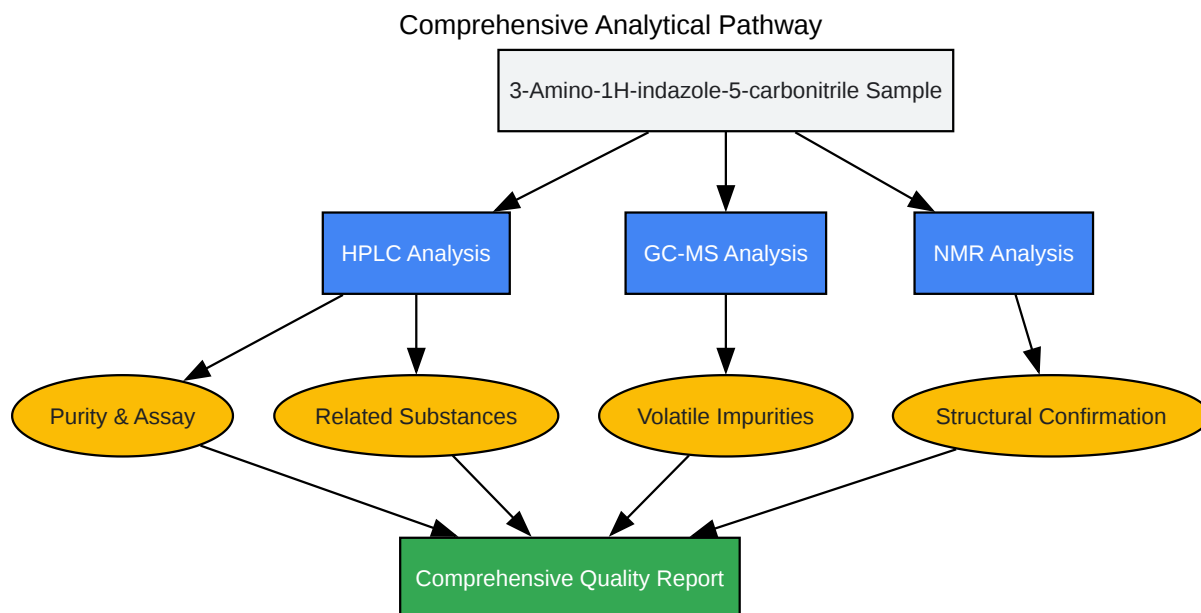 Comprehensive Analytical Pathway
3-Amino-1H-indazole-5-carbonitrile Sample
HPLC Analysis
GC-MS Analysis
NMR Analysis
Purity & Assay
Related Substances
Volatile Impurities
Structural Confirmation
Comprehensive Quality Report